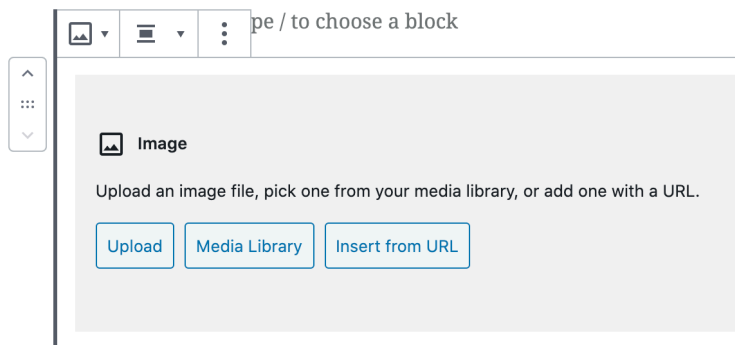 pe / to choose a block
Image
Upload an image file, pick one from your media library, or add one with a URL.
Upload
Media Library
Insert from URL